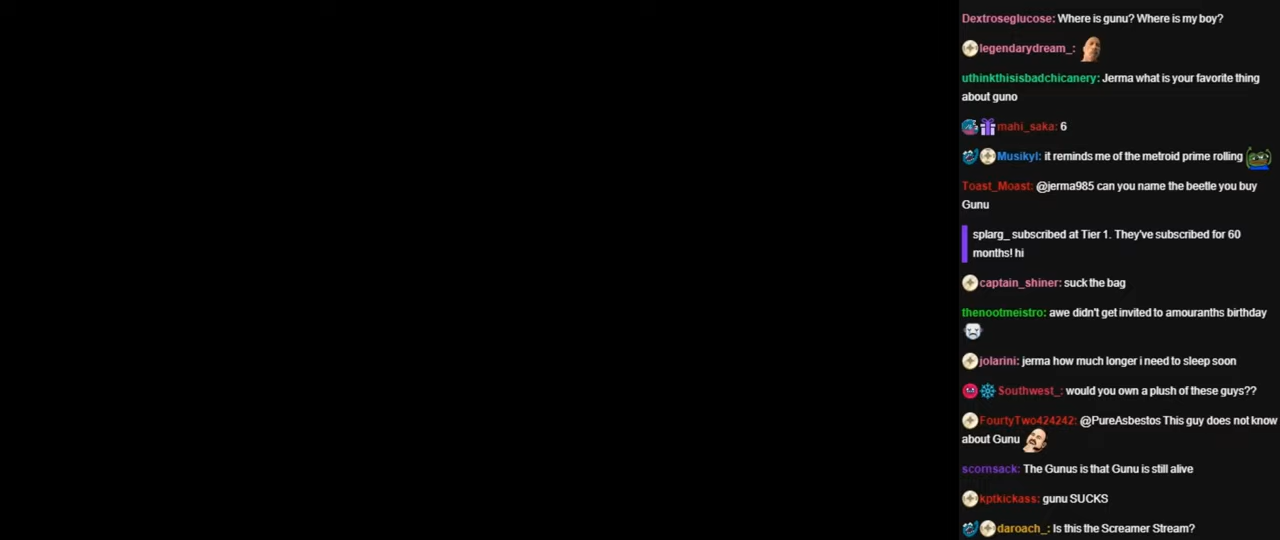 Dextroseglucose: Where is gunu? Where is my boy?
legendarydream_:
uthinkthisisbadchicanery: Jerma what is your favorite thing
about guno
mahi_saka: 6
Musikyl: it reminds me of the metroid prime rolling
Toast_Moast: @jerma985 can you name the beetle you buy
Gunu
splarg_ subscribed at Tier 1. They've subscribed for 60
months! hi
captain_shiner: suck the bag
thenootmeistro: awe didn't get invited to amouranths birthday
jolarini: jerma how much longer i need to sleep soon
Southwest_: would you own a plush of these guys??
FourtyTwo424242: @PureAsbestos This guy does not know
about Gunu
scornsack: The Gunus is that Gunu is still alive
kptkickass: gunu SUCKS
daroach_: Is this the Screamer Stream?